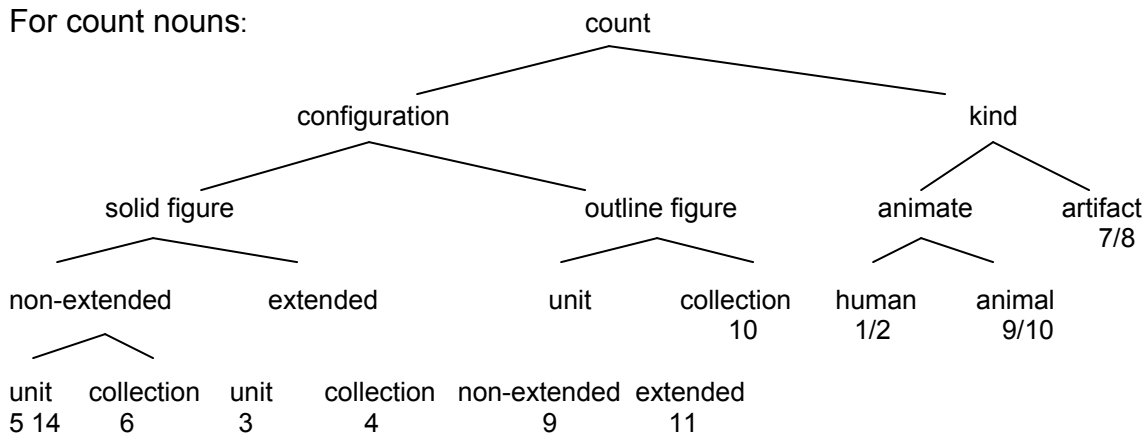 For count nouns:
count
configuration kind
solid figure outline figure animate artifact
7/8
non-extended extended unit collection human animal
10 1/2 9/10
unit collection unit collection non-extended extended
5 14 6 3 4 9 11